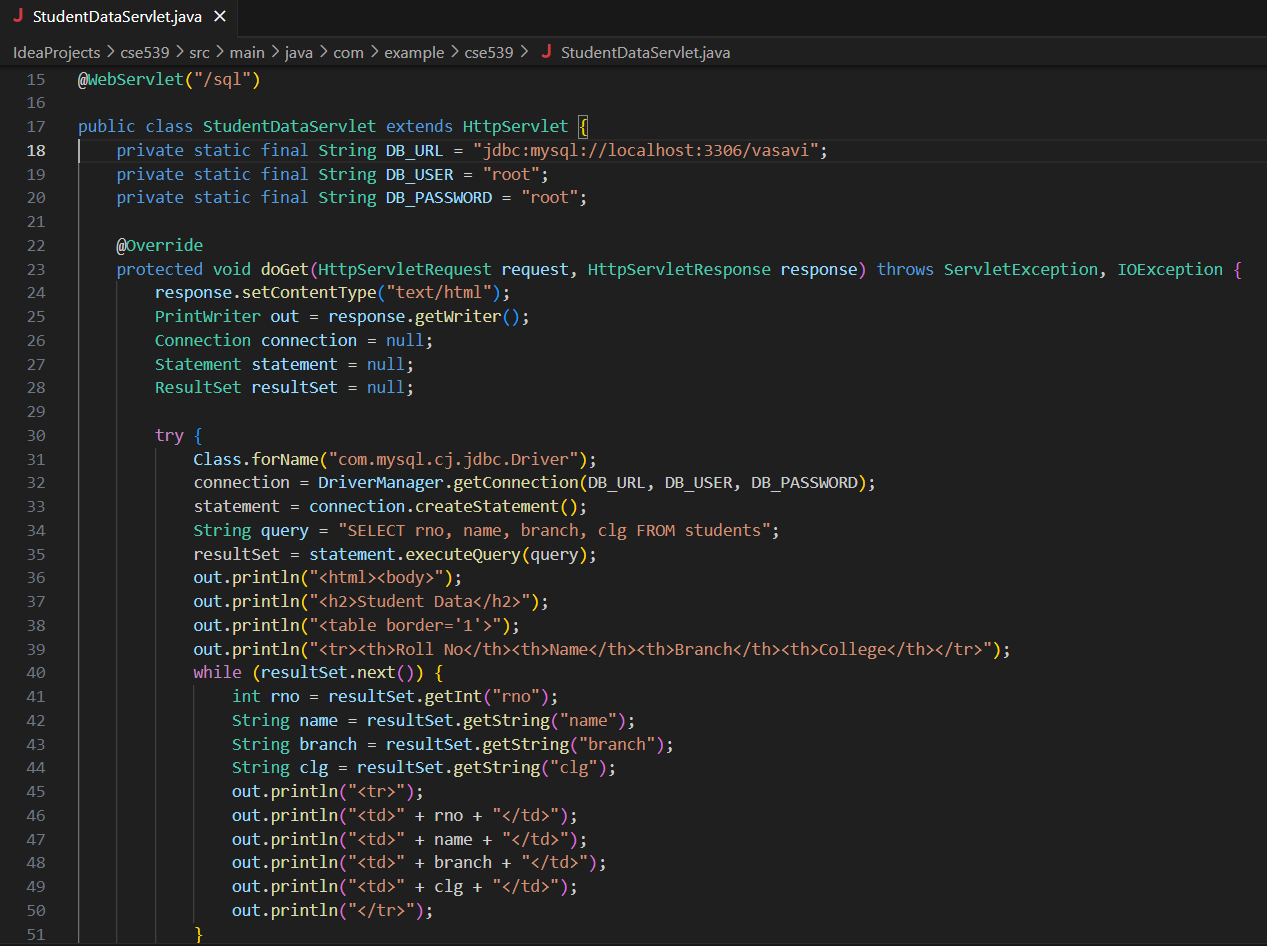 J StudentDataServlet.java ×
IdeaProjects > cse539 > src > main > java > com > example > cse539 > J StudentDataServlet.java
15 @WebServlet("/sql")
16
17 public class StudentDataServlet extends HttpServlet {
18     private static final String DB_URL = "jdbc:mysql://localhost:3306/vasavi";
19     private static final String DB_USER = "root";
20     private static final String DB_PASSWORD = "root";
21
22     @Override
23     protected void doGet(HttpServletRequest request, HttpServletResponse response) throws ServletException, IOException {
24         response.setContentType("text/html");
25         PrintWriter out = response.getWriter();
26         Connection connection = null;
27         Statement statement = null;
28         ResultSet resultSet = null;
29
30         try {
31             Class.forName("com.mysql.cj.jdbc.Driver");
32             connection = DriverManager.getConnection(DB_URL, DB_USER, DB_PASSWORD);
33             statement = connection.createStatement();
34             String query = "SELECT rno, name, branch, clg FROM students";
35             resultSet = statement.executeQuery(query);
36             out.println("<html><body>");
37             out.println("<h2>Student Data</h2>");
38             out.println("<table border='1'>");
39             out.println("<tr><th>Roll No</th><th>Name</th><th>Branch</th><th>College</th></tr>");
40             while (resultSet.next()) {
41                 int rno = resultSet.getInt("rno");
42                 String name = resultSet.getString("name");
43                 String branch = resultSet.getString("branch");
44                 String clg = resultSet.getString("clg");
45                 out.println("<tr>");
46                 out.println("<td>" + rno + "</td>");
47                 out.println("<td>" + name + "</td>");
48                 out.println("<td>" + branch + "</td>");
49                 out.println("<td>" + clg + "</td>");
50                 out.println("</tr>");
51             }